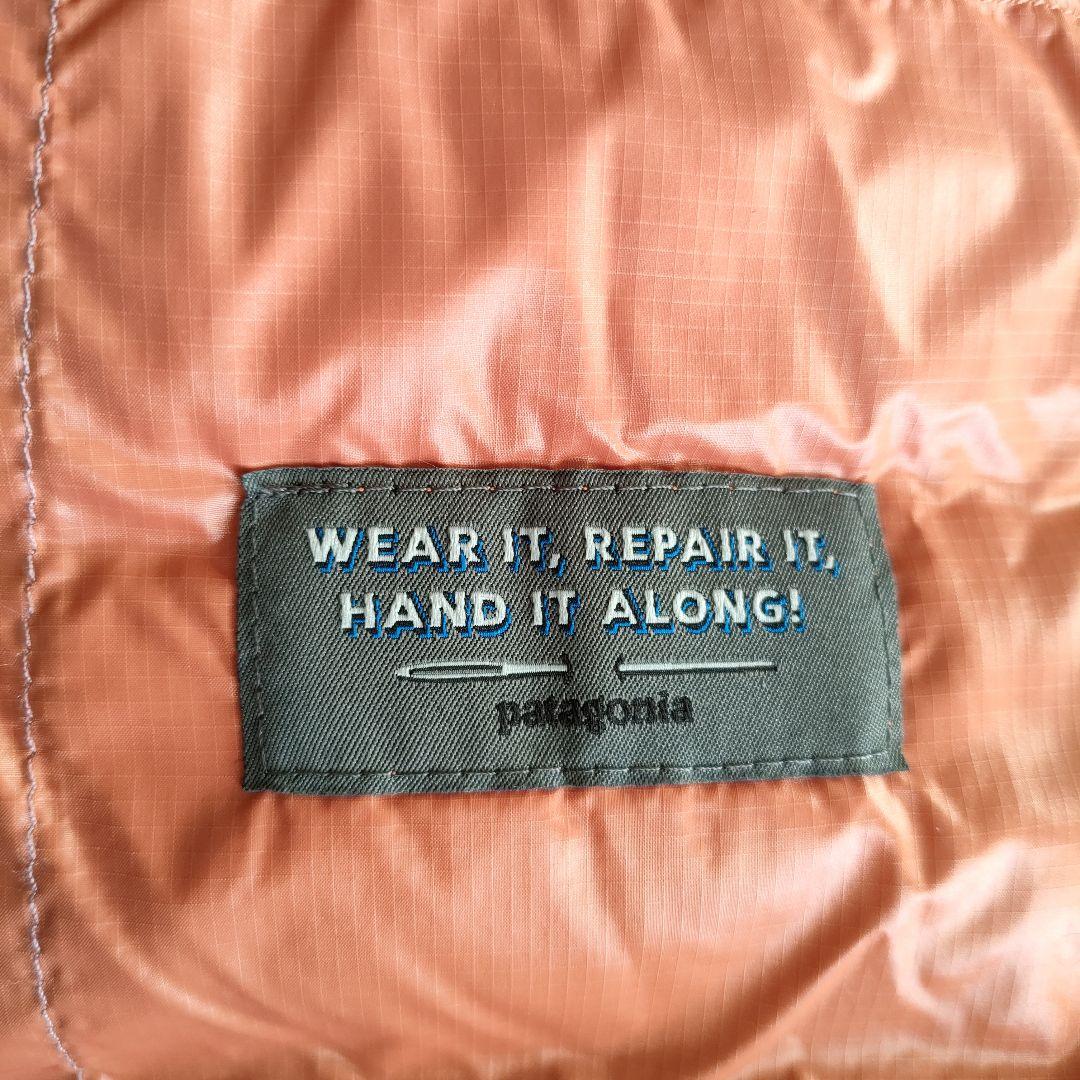 WEAR IT, REPAIR IT,
HAND IT ALONG!
patagonia